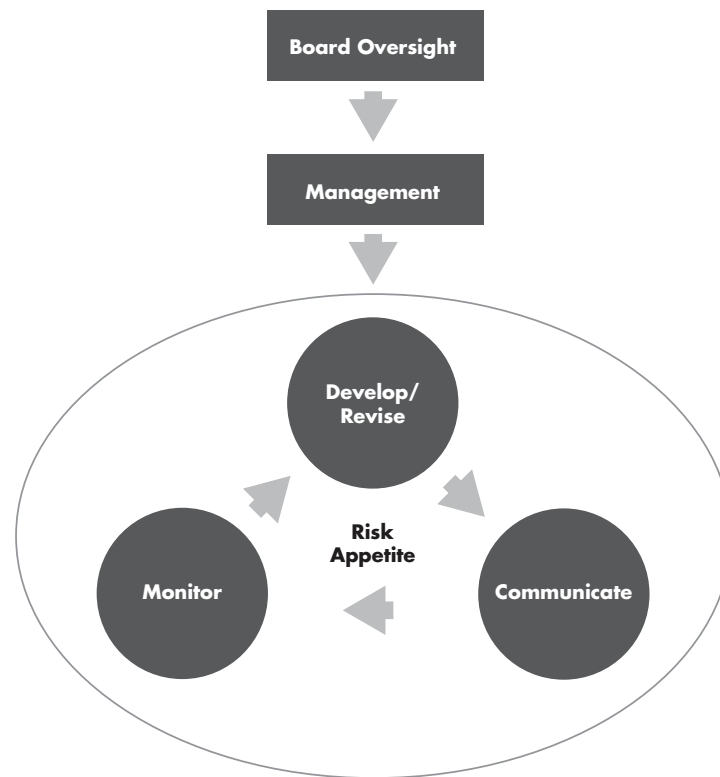 Board Oversight
Management
Develop/
Revise
Risk
Appetite
Monitor
Communicate